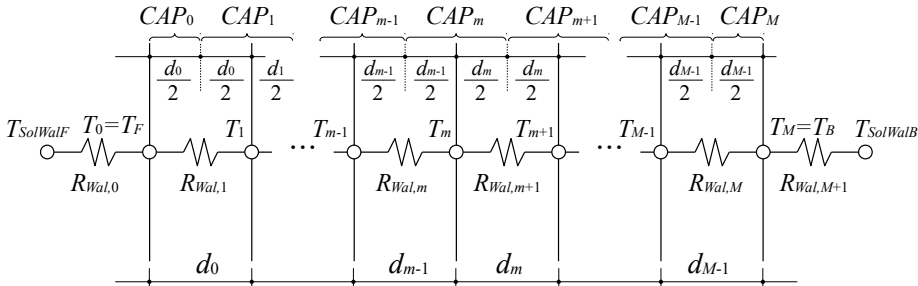 CAP0 CAP1 CAPm-1 CAPm CAPm+1 CAPM-1 CAPM
d0/2 d0/2 d1/2 dm-1/2 dm-1/2 dm/2 dm/2 dM-1/2 dM-1/2
TSolWalF T0=TF T1 ... Tm-1 Tm Tm+1 ... TM-1 TM=TB TSolWalB
RWal,0 RWal,1 RWal,m RWal,m+1 RWal,M RWal,M+1
d0 dm-1 dm dM-1